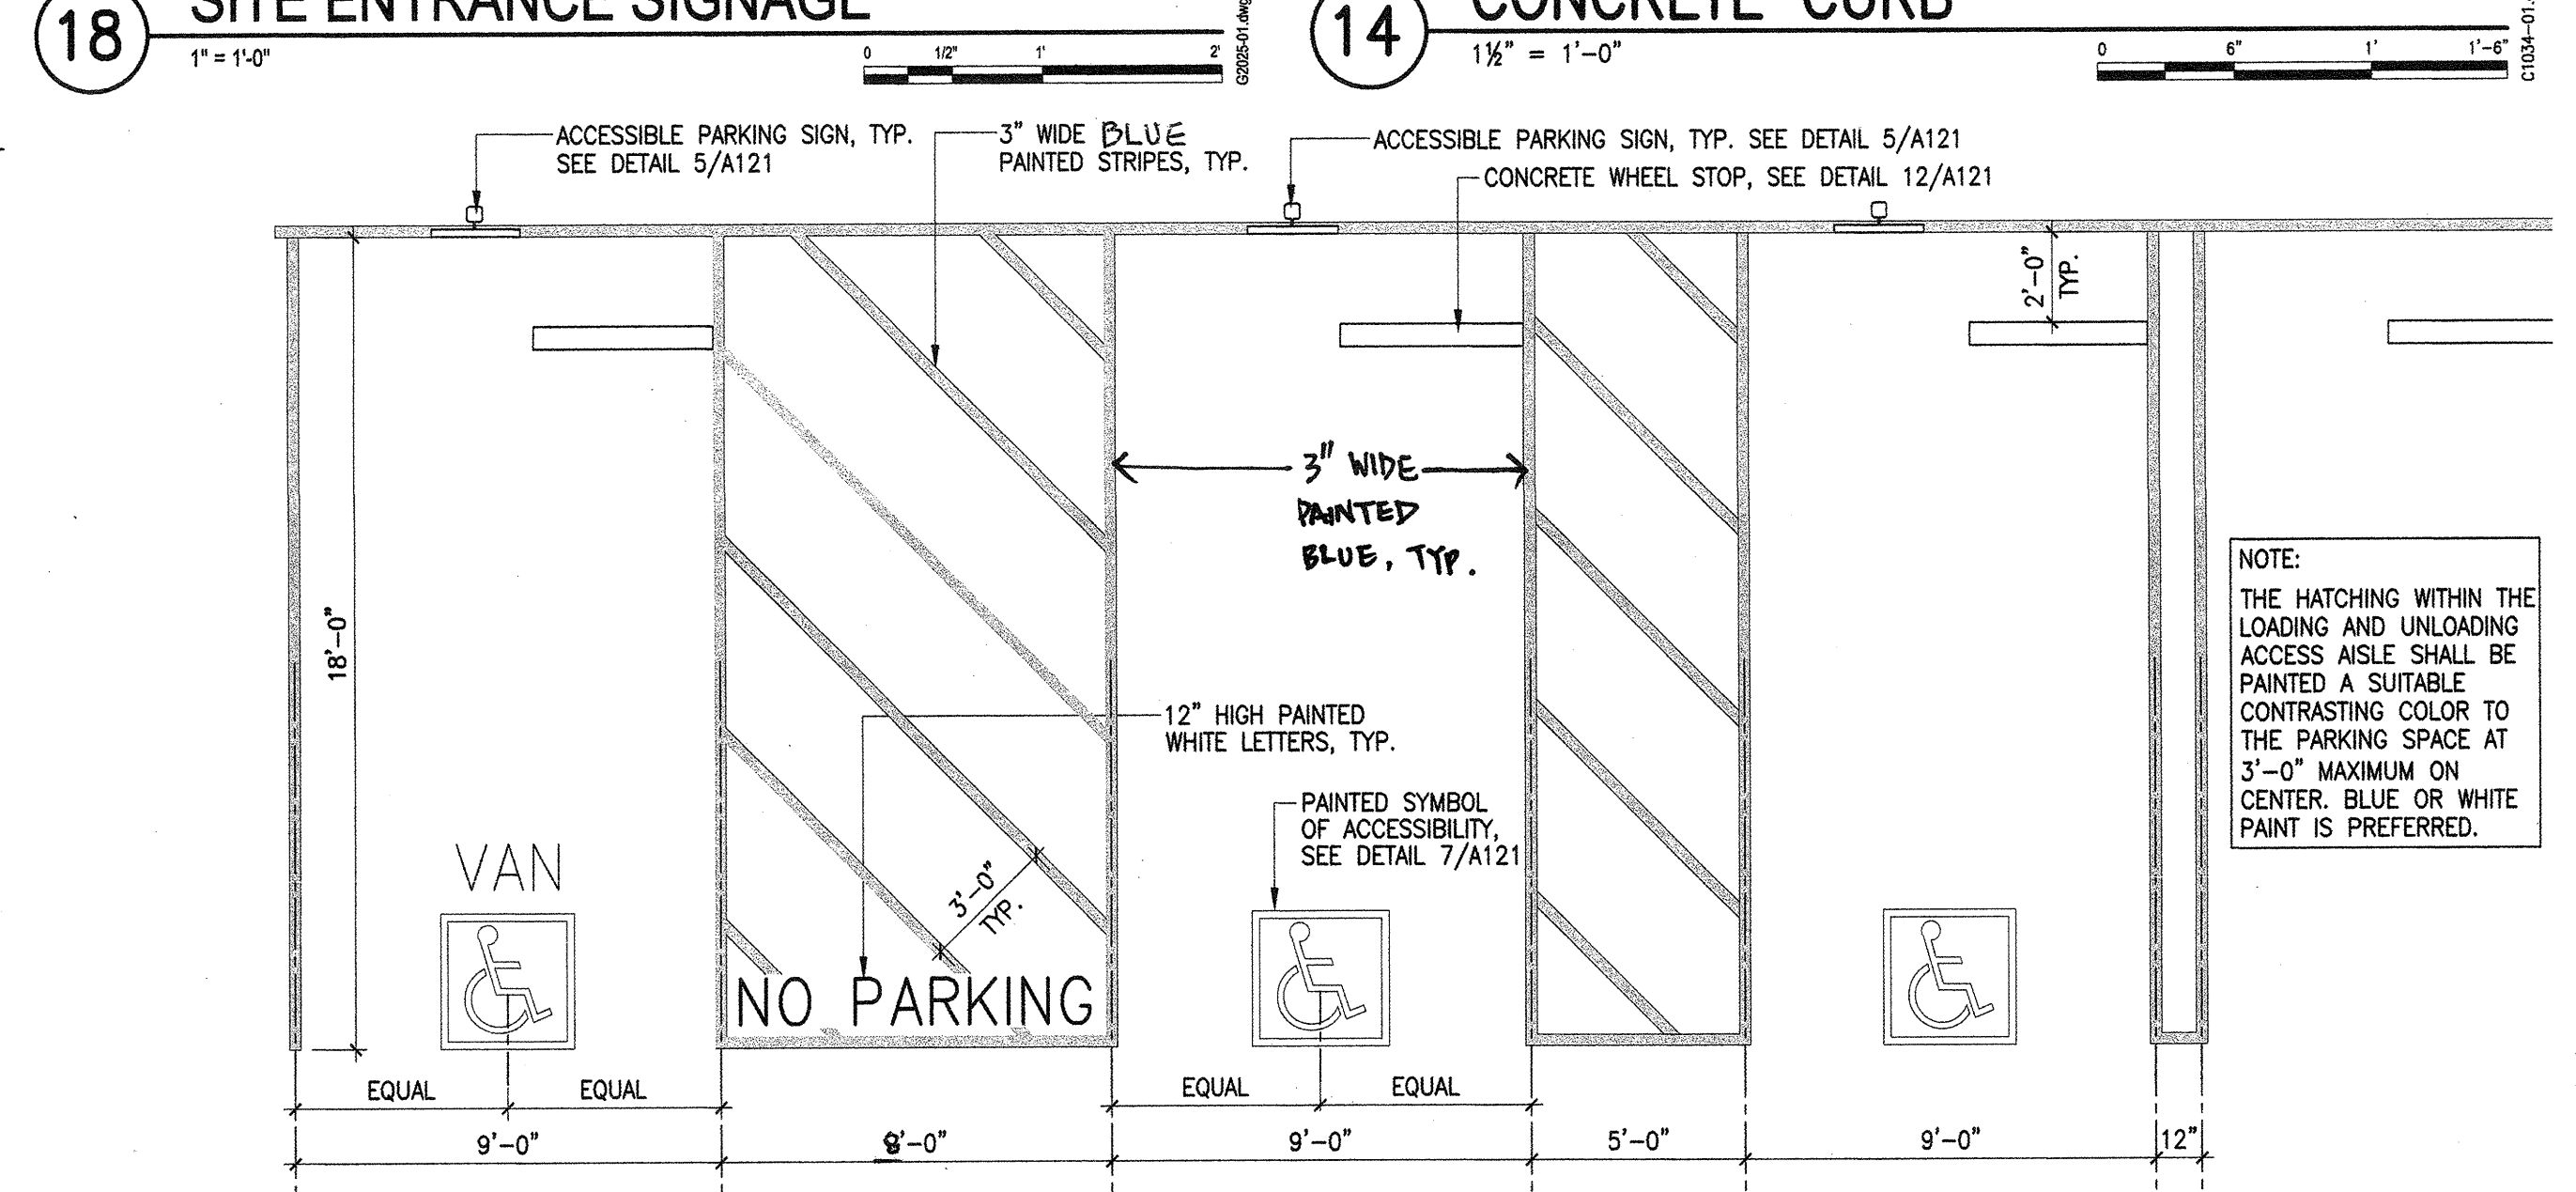 18
SITE ENTRANCE SIGNAGE
1" = 1'-0"
0 1/2" 1' 2'
G2025-01.dwg
14
CONCRETE CURB
1½" = 1'-0"
0 6" 1' 1'-6"
C1034-01.
ACCESSIBLE PARKING SIGN, TYP.
SEE DETAIL 5/A121
3" WIDE BLUE
PAINTED STRIPES, TYP.
ACCESSIBLE PARKING SIGN, TYP. SEE DETAIL 5/A121
CONCRETE WHEEL STOP, SEE DETAIL 12/A121
2'-0"
TYP.
18'-0"
3" WIDE
PAINTED
BLUE, TYP.
12" HIGH PAINTED
WHITE LETTERS, TYP.
PAINTED SYMBOL
OF ACCESSIBILITY,
SEE DETAIL 7/A121
NOTE:
THE HATCHING WITHIN THE
LOADING AND UNLOADING
ACCESS AISLE SHALL BE
PAINTED A SUITABLE
CONTRASTING COLOR TO
THE PARKING SPACE AT
3'-0" MAXIMUM ON
CENTER. BLUE OR WHITE
PAINT IS PREFERRED.
VAN
3'-0"
TYP.
NO PARKING
EQUAL EQUAL EQUAL EQUAL
9'-0" 8'-0" 9'-0" 5'-0" 9'-0" 12"